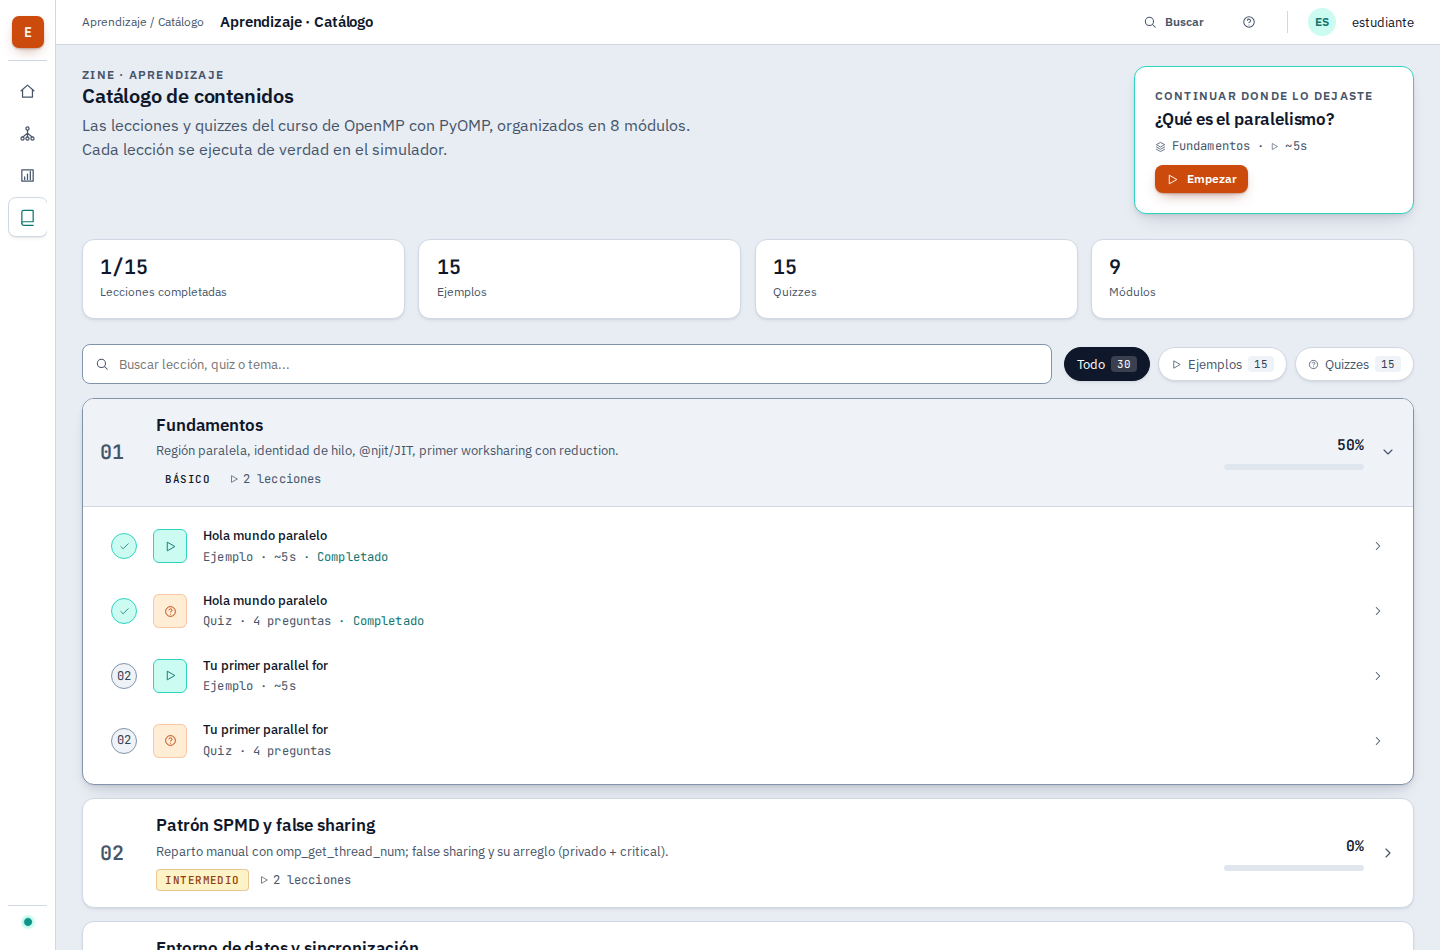 E
Aprendizaje / Catálogo
Aprendizaje · Catálogo
Buscar
ES
estudiante
ZINE · APRENDIZAJE
Catálogo de contenidos
Las lecciones y quizzes del curso de OpenMP con PyOMP, organizados en 8 módulos.
Cada lección se ejecuta de verdad en el simulador.
CONTINUAR DONDE LO DEJASTE
¿Qué es el paralelismo?
Fundamentos · ~5s
Empezar
1/15
Lecciones completadas
15
Ejemplos
15
Quizzes
9
Módulos
Buscar lección, quiz o tema...
Todo 30
Ejemplos 15
Quizzes 15
01
Fundamentos
Región paralela, identidad de hilo, @njit/JIT, primer worksharing con reduction.
BÁSICO
2 lecciones
50%
Hola mundo paralelo
Ejemplo · ~5s · Completado
Hola mundo paralelo
Quiz · 4 preguntas · Completado
02
Tu primer parallel for
Ejemplo · ~5s
02
Tu primer parallel for
Quiz · 4 preguntas
02
Patrón SPMD y false sharing
Reparto manual con omp_get_thread_num; false sharing y su arreglo (privado + critical).
INTERMEDIO
2 lecciones
0%
Entorno de datos y sincronización